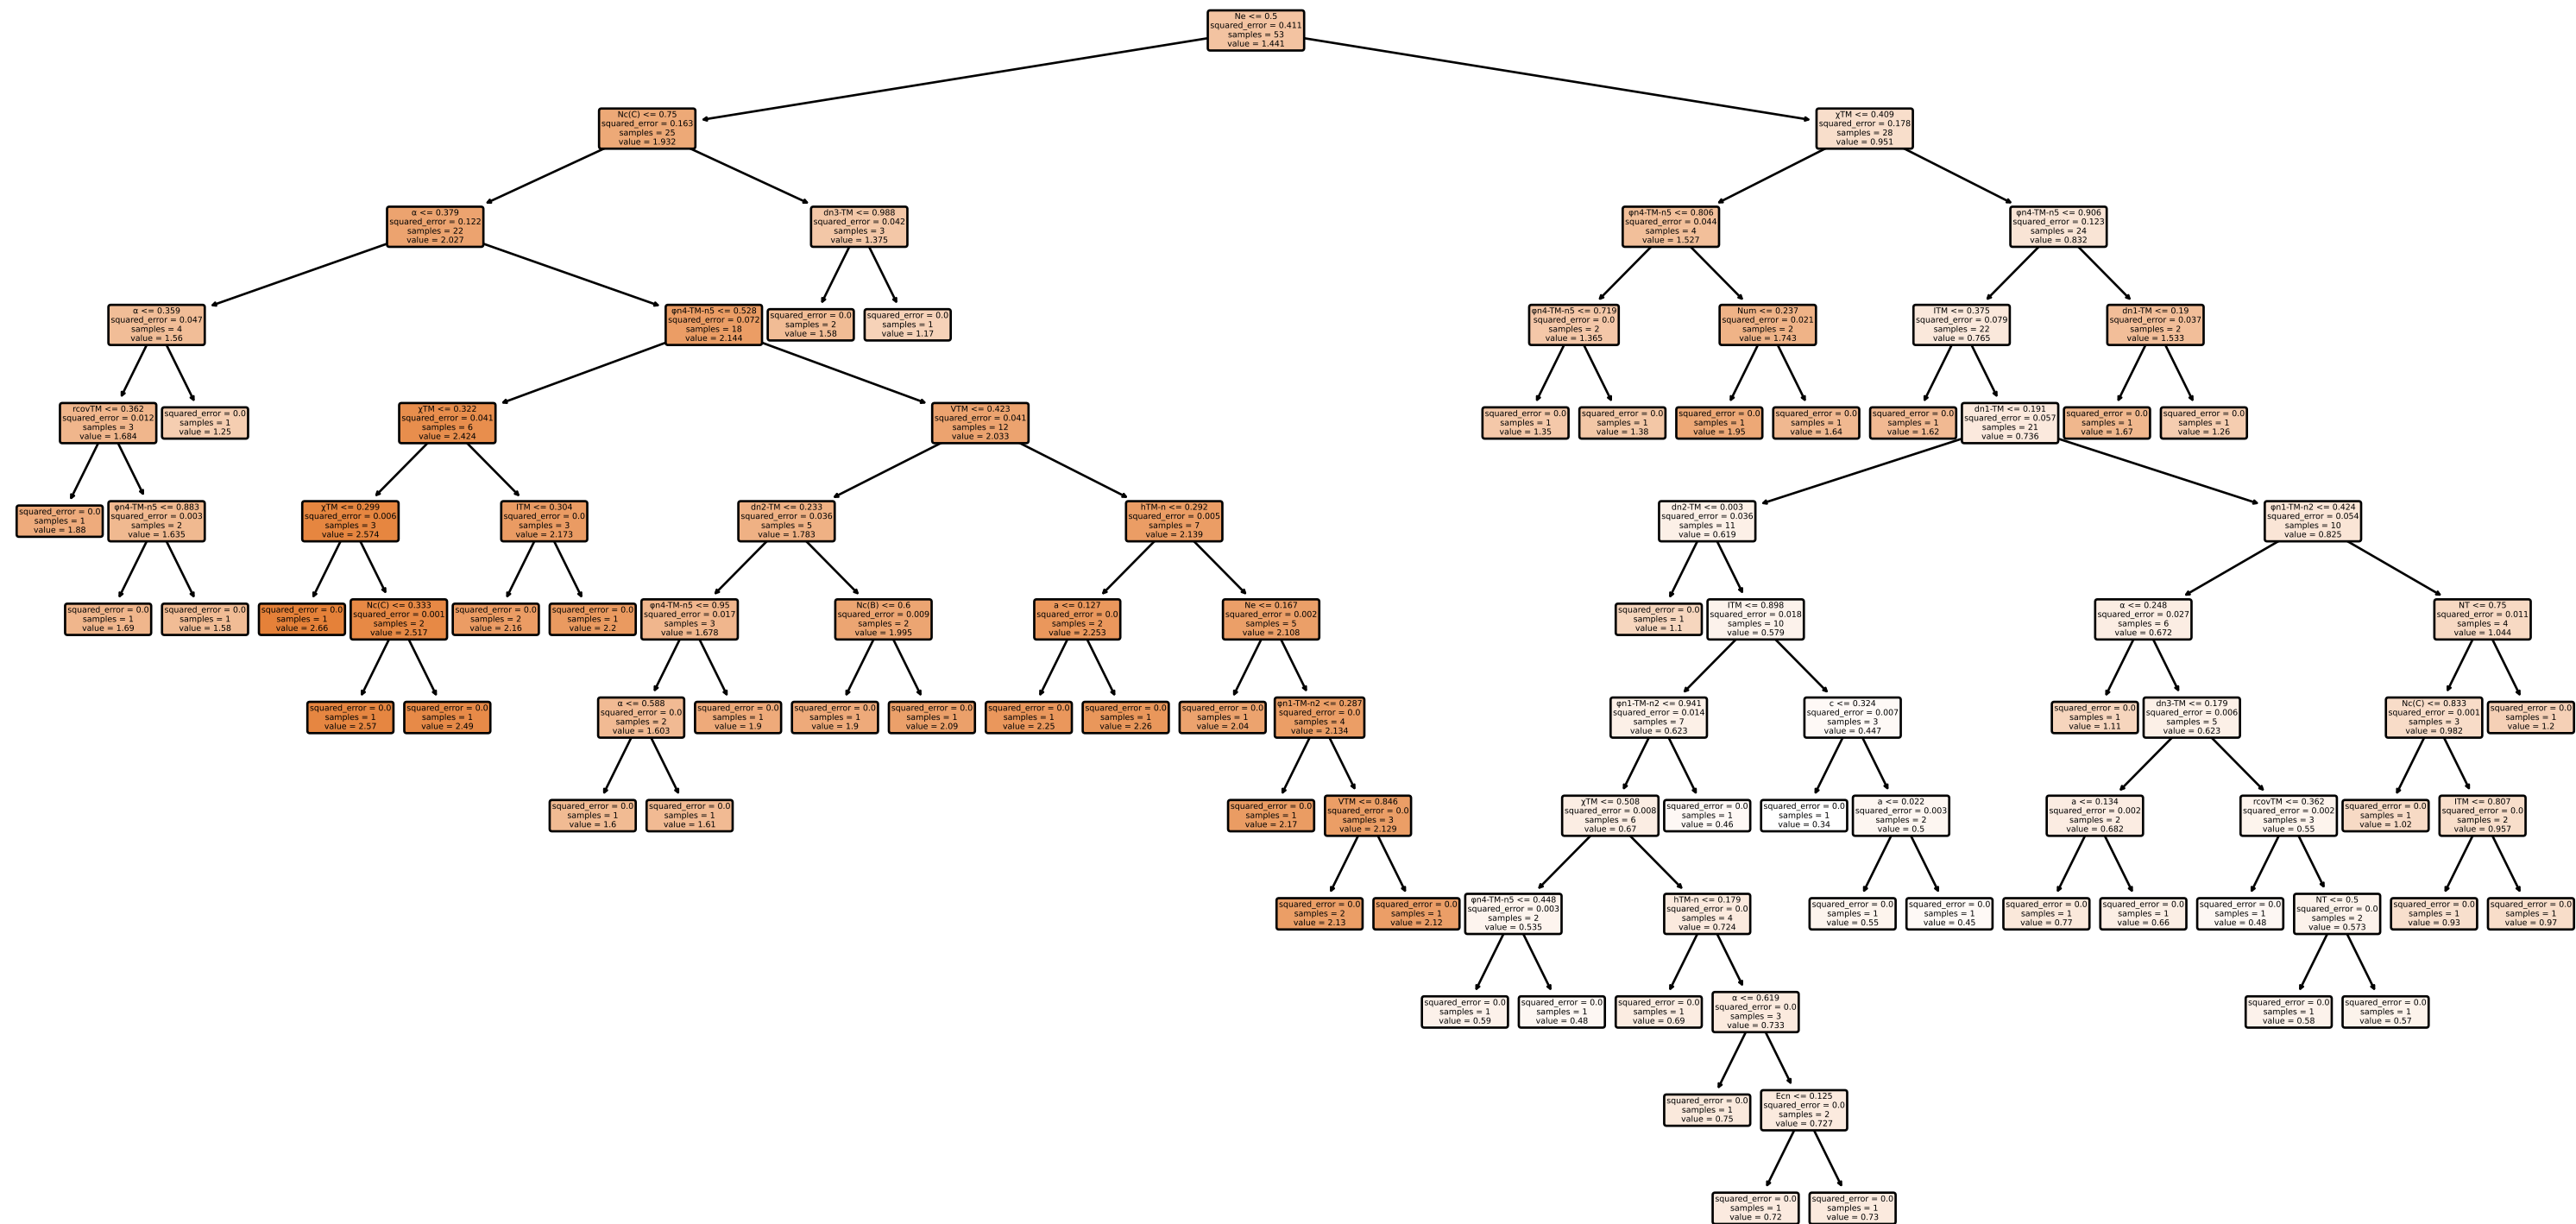 Ne <= 0.5
squared_error = 0.411
samples = 53
value = 1.441
Nc(C) <= 0.75
squared_error = 0.163
samples = 25
value = 1.932
χTM <= 0.409
squared_error = 0.178
samples = 28
value = 0.951
α <= 0.379
squared_error = 0.122
samples = 22
value = 2.027
dn3-TM <= 0.988
squared_error = 0.042
samples = 3
value = 1.375
φn4-TM-n5 <= 0.806
squared_error = 0.044
samples = 4
value = 1.527
φn4-TM-n5 <= 0.906
squared_error = 0.123
samples = 24
value = 0.832
α <= 0.359
squared_error = 0.047
samples = 4
value = 1.56
φn4-TM-n5 <= 0.528
squared_error = 0.072
samples = 18
value = 2.144
squared_error = 0.0
samples = 2
value = 1.58
squared_error = 0.0
samples = 1
value = 1.17
φn4-TM-n5 <= 0.719
squared_error = 0.0
samples = 2
value = 1.365
Num <= 0.237
squared_error = 0.021
samples = 2
value = 1.743
ITM <= 0.375
squared_error = 0.079
samples = 22
value = 0.765
dn1-TM <= 0.19
squared_error = 0.037
samples = 2
value = 1.533
rcovTM <= 0.362
squared_error = 0.012
samples = 3
value = 1.684
squared_error = 0.0
samples = 1
value = 1.25
χTM <= 0.322
squared_error = 0.041
samples = 6
value = 2.424
VTM <= 0.423
squared_error = 0.041
samples = 12
value = 2.033
squared_error = 0.0
samples = 1
value = 1.35
squared_error = 0.0
samples = 1
value = 1.38
squared_error = 0.0
samples = 1
value = 1.95
squared_error = 0.0
samples = 1
value = 1.64
squared_error = 0.0
samples = 1
value = 1.62
dn1-TM <= 0.191
squared_error = 0.057
samples = 21
value = 0.736
squared_error = 0.0
samples = 1
value = 1.67
squared_error = 0.0
samples = 1
value = 1.26
squared_error = 0.0
samples = 1
value = 1.88
φn4-TM-n5 <= 0.883
squared_error = 0.003
samples = 2
value = 1.635
χTM <= 0.299
squared_error = 0.006
samples = 3
value = 2.574
ITM <= 0.304
squared_error = 0.0
samples = 3
value = 2.173
dn2-TM <= 0.233
squared_error = 0.036
samples = 5
value = 1.783
hTM-n <= 0.292
squared_error = 0.005
samples = 7
value = 2.139
dn2-TM <= 0.003
squared_error = 0.036
samples = 11
value = 0.619
φn1-TM-n2 <= 0.424
squared_error = 0.054
samples = 10
value = 0.825
squared_error = 0.0
samples = 1
value = 1.69
squared_error = 0.0
samples = 1
value = 1.58
squared_error = 0.0
samples = 1
value = 2.66
Nc(C) <= 0.333
squared_error = 0.001
samples = 2
value = 2.517
squared_error = 0.0
samples = 2
value = 2.16
squared_error = 0.0
samples = 1
value = 2.2
φn4-TM-n5 <= 0.95
squared_error = 0.017
samples = 3
value = 1.678
Nc(B) <= 0.6
squared_error = 0.009
samples = 2
value = 1.995
a <= 0.127
squared_error = 0.0
samples = 2
value = 2.253
Ne <= 0.167
squared_error = 0.002
samples = 5
value = 2.108
squared_error = 0.0
samples = 1
value = 1.1
ITM <= 0.898
squared_error = 0.018
samples = 10
value = 0.579
α <= 0.248
squared_error = 0.027
samples = 6
value = 0.672
NT <= 0.75
squared_error = 0.011
samples = 4
value = 1.044
squared_error = 0.0
samples = 1
value = 2.57
squared_error = 0.0
samples = 1
value = 2.49
α <= 0.588
squared_error = 0.0
samples = 2
value = 1.603
squared_error = 0.0
samples = 1
value = 1.9
squared_error = 0.0
samples = 1
value = 1.9
squared_error = 0.0
samples = 1
value = 2.09
squared_error = 0.0
samples = 1
value = 2.25
squared_error = 0.0
samples = 1
value = 2.26
squared_error = 0.0
samples = 1
value = 2.04
φn1-TM-n2 <= 0.287
squared_error = 0.0
samples = 4
value = 2.134
φn1-TM-n2 <= 0.941
squared_error = 0.014
samples = 7
value = 0.623
c <= 0.324
squared_error = 0.007
samples = 3
value = 0.447
squared_error = 0.0
samples = 1
value = 1.11
dn3-TM <= 0.179
squared_error = 0.006
samples = 5
value = 0.623
Nc(C) <= 0.833
squared_error = 0.001
samples = 3
value = 0.982
squared_error = 0.0
samples = 1
value = 1.2
squared_error = 0.0
samples = 1
value = 1.6
squared_error = 0.0
samples = 1
value = 1.61
squared_error = 0.0
samples = 1
value = 2.17
VTM <= 0.846
squared_error = 0.0
samples = 3
value = 2.129
χTM <= 0.508
squared_error = 0.008
samples = 6
value = 0.67
squared_error = 0.0
samples = 1
value = 0.46
squared_error = 0.0
samples = 1
value = 0.34
a <= 0.022
squared_error = 0.003
samples = 2
value = 0.5
a <= 0.134
squared_error = 0.002
samples = 2
value = 0.682
rcovTM <= 0.362
squared_error = 0.002
samples = 3
value = 0.55
squared_error = 0.0
samples = 1
value = 1.02
ITM <= 0.807
squared_error = 0.0
samples = 2
value = 0.957
squared_error = 0.0
samples = 2
value = 2.13
squared_error = 0.0
samples = 1
value = 2.12
φn4-TM-n5 <= 0.448
squared_error = 0.003
samples = 2
value = 0.535
hTM-n <= 0.179
squared_error = 0.0
samples = 4
value = 0.724
squared_error = 0.0
samples = 1
value = 0.55
squared_error = 0.0
samples = 1
value = 0.45
squared_error = 0.0
samples = 1
value = 0.77
squared_error = 0.0
samples = 1
value = 0.66
squared_error = 0.0
samples = 1
value = 0.48
NT <= 0.5
squared_error = 0.0
samples = 2
value = 0.573
squared_error = 0.0
samples = 1
value = 0.93
squared_error = 0.0
samples = 1
value = 0.97
squared_error = 0.0
samples = 1
value = 0.59
squared_error = 0.0
samples = 1
value = 0.48
squared_error = 0.0
samples = 1
value = 0.69
α <= 0.619
squared_error = 0.0
samples = 3
value = 0.733
squared_error = 0.0
samples = 1
value = 0.58
squared_error = 0.0
samples = 1
value = 0.57
squared_error = 0.0
samples = 1
value = 0.75
Ecn <= 0.125
squared_error = 0.0
samples = 2
value = 0.727
squared_error = 0.0
samples = 1
value = 0.72
squared_error = 0.0
samples = 1
value = 0.73